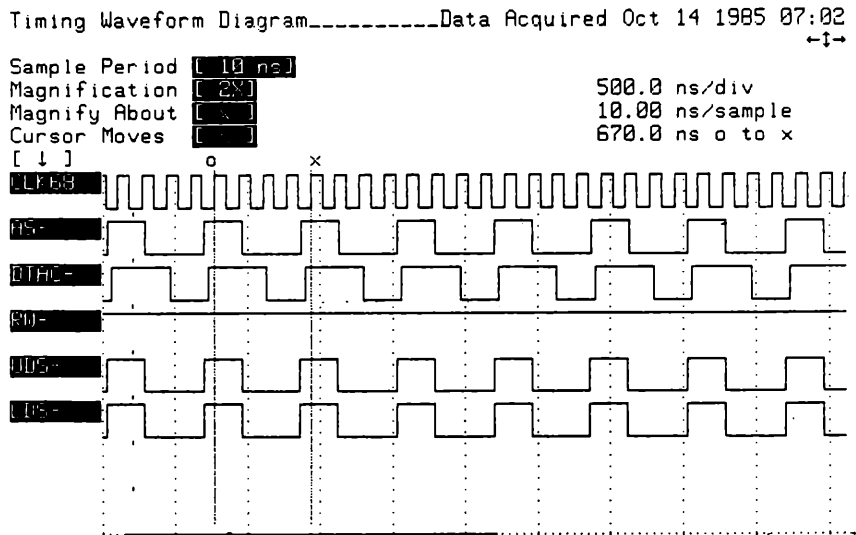 Timing Waveform Diagram__________Data Acquired Oct 14 1985 07:02
←↕→
Sample Period [ 10 ns]
Magnification [ 2X] 500.0 ns/div
Magnify About [ x ] 10.00 ns/sample
Cursor Moves [ ] 670.0 ns o to x
[ ↓ ] o x
CLK68
AS-
DTAC-
RW-
UDS-
LDS-